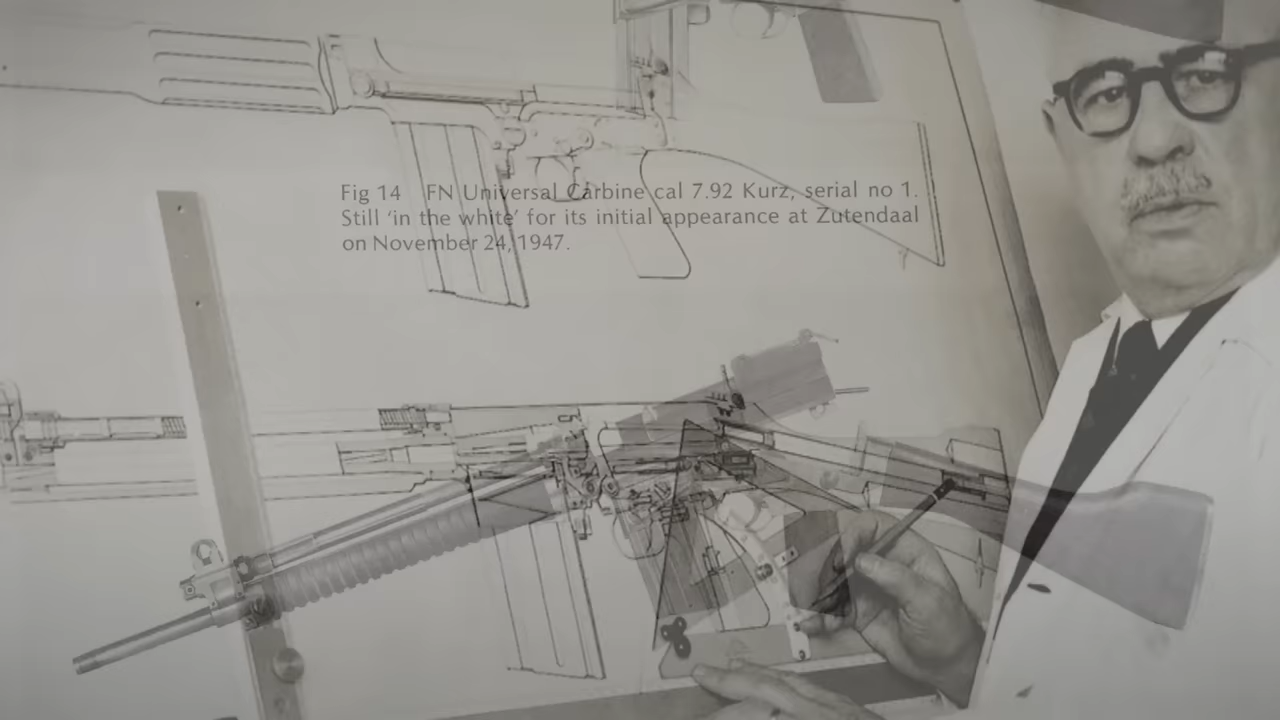 Fig 14 FN Universal Carbine cal 7.92 Kurz, serial no 1.
Still ‘in the white’ for its initial appearance at Zutendaal
on November 24, 1947.